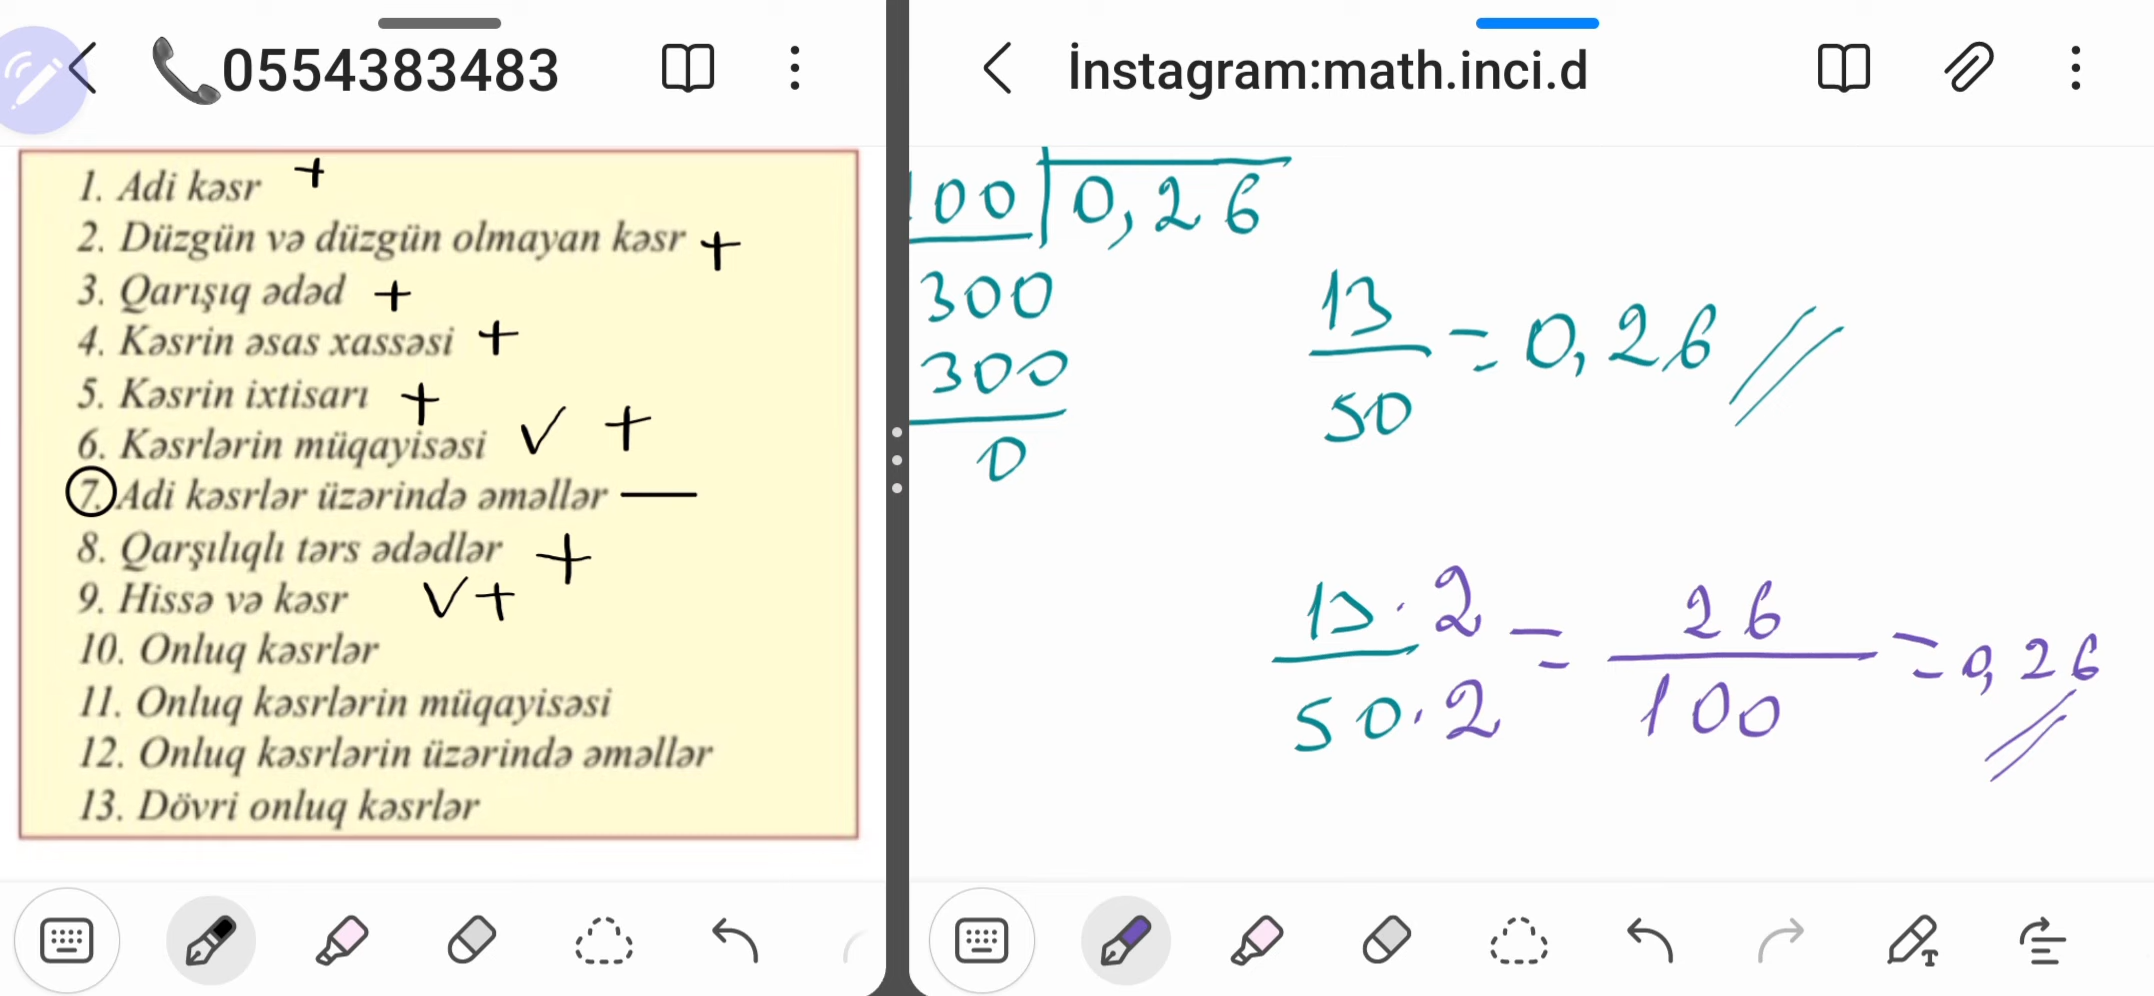 0554383483
1. Adi kəsr +
2. Düzgün və düzgün olmayan kəsr +
3. Qarışıq ədəd +
4. Kəsrin əsas xassəsi +
5. Kəsrin ixtisarı +
6. Kəsrlərin müqayisəsi ✓ +
7. Adi kəsrlər üzərində əməllər —
8. Qarşılıqlı tərs ədədlər +
9. Hissə və kəsr ✓ +
10. Onluq kəsrlər
11. Onluq kəsrlərin müqayisəsi
12. Onluq kəsrlərin üzərində əməllər
13. Dövri onluq kəsrlər
İnstagram:math.inci.d
00 | 0,26
300
300
0
13/50 = 0,26
13·2/50·2 = 26/100 = 0,26